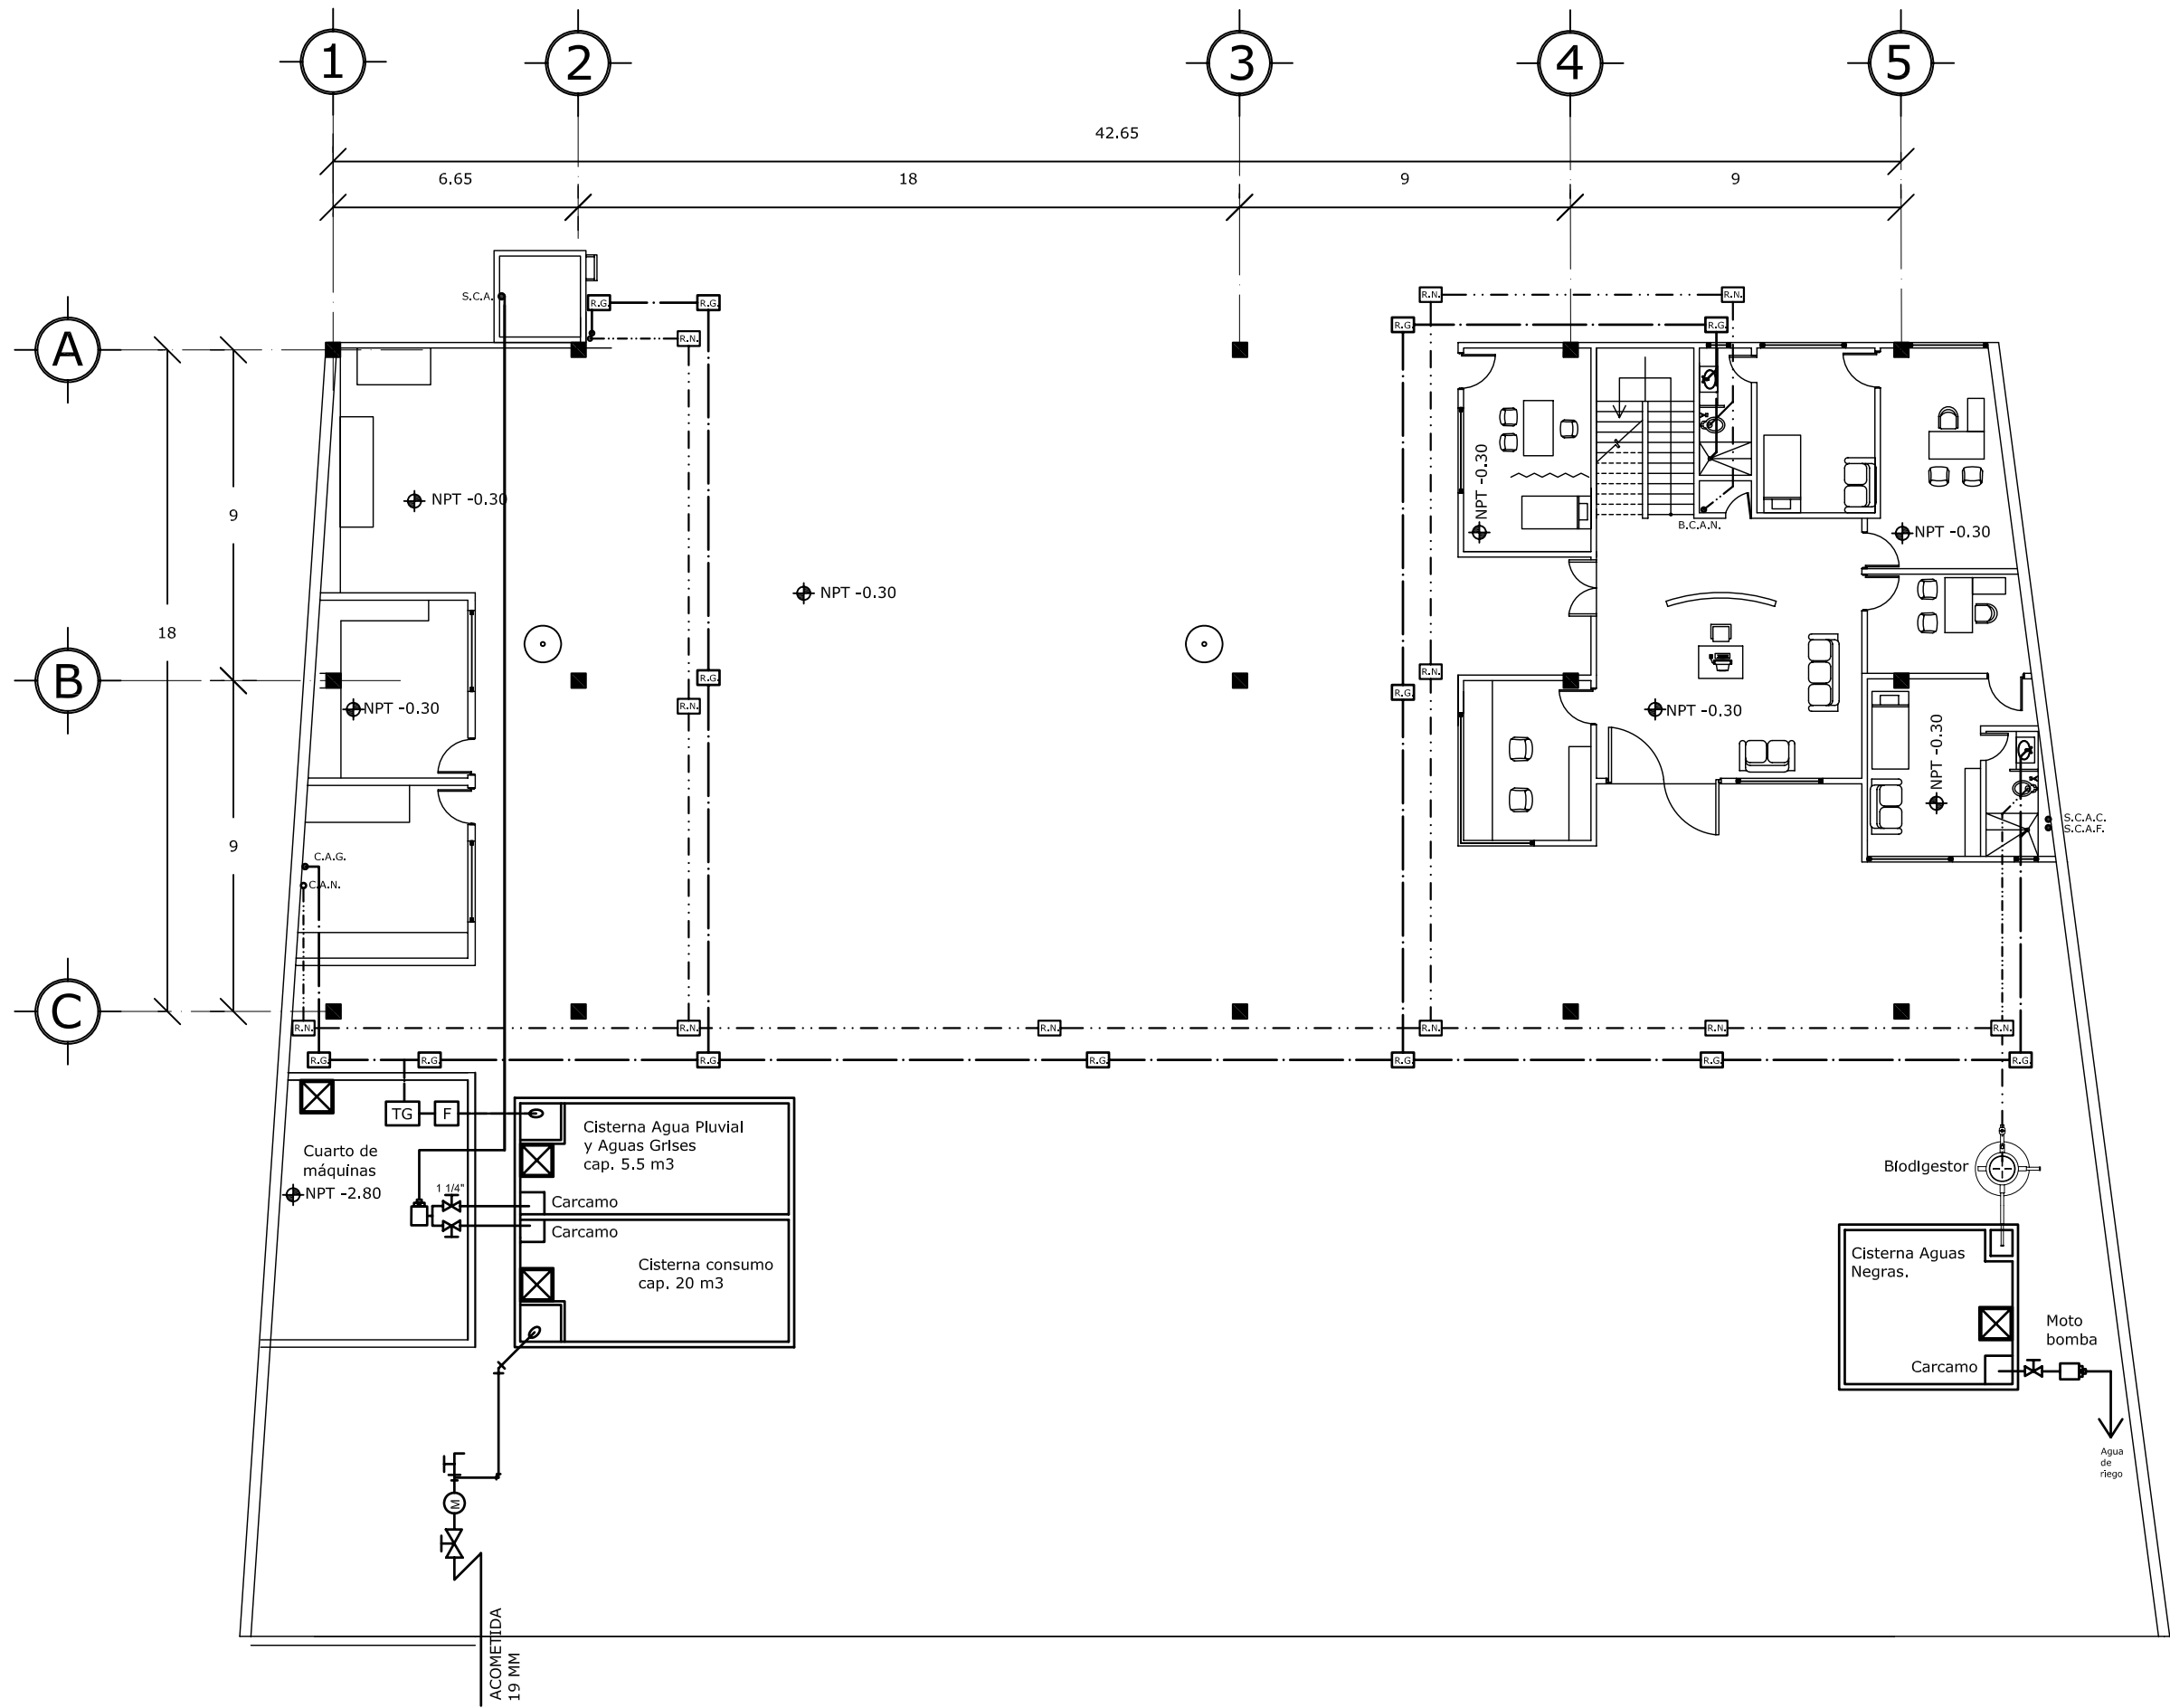 1
2
3
4
5
42.65
6.65
18
9
9
S.C.A.
R.G.
R.G.
R.N.
R.N.
R.N.
R.G.
R.G.
A
9
18
NPT -0.30
NPT -0.30
NPT -0.30
B.C.A.N.
NPT -0.30
NPT -0.30
B
R.G.
R.N.
R.N.
R.G.
NPT -0.30
NPT -0.30
NPT -0.30
9
S.C.A.C.
S.C.A.F.
C.A.G.
C.A.N.
C
R.N.
R.N.
R.N.
R.N.
R.N.
R.N.
R.G.
R.G.
R.G.
R.G.
R.G.
R.G.
R.G.
TG
F
Cisterna Agua Pluvial
y Aguas Grises
cap. 5.5 m3
Cuarto de
máquinas
NPT -2.80
1 1/4"
Carcamo
Carcamo
Cisterna consumo
cap. 20 m3
Biodigestor
Cisterna Aguas
Negras.
Carcamo
Moto
bomba
Agua
de
riego
M
ACOMETIDA
19 MM